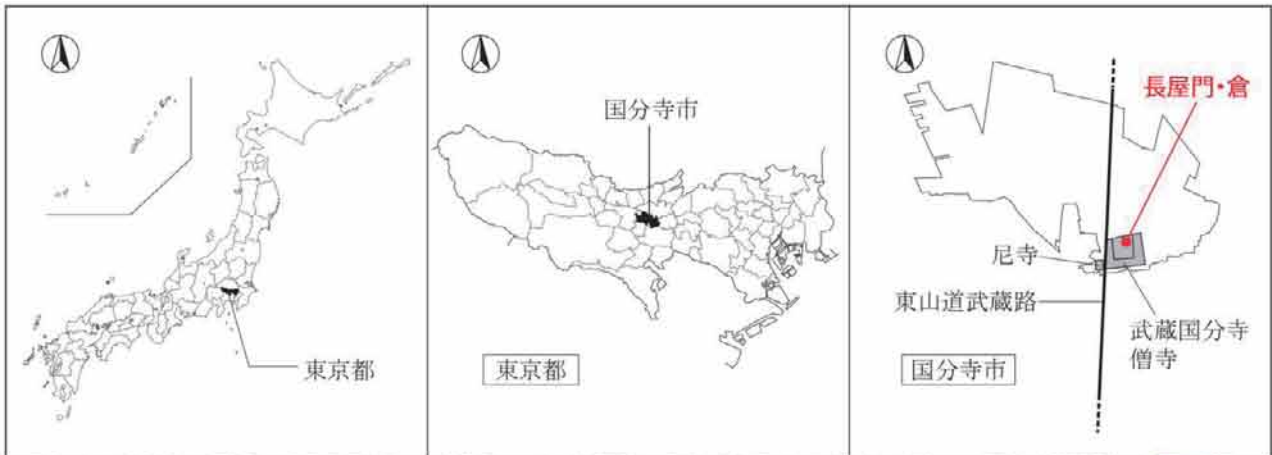 東京都
国分寺市
東京都
長屋門・倉
尼寺
東山道武蔵路
武蔵国分寺
僧寺
国分寺市